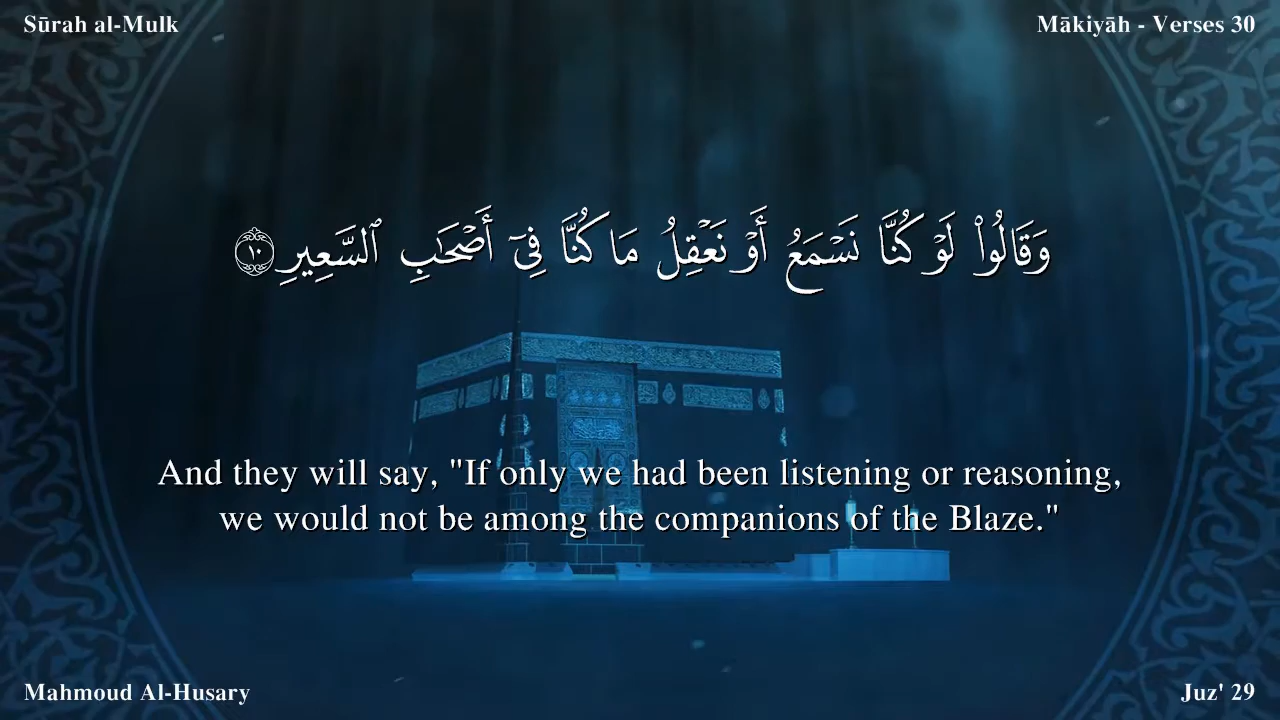 Sūrah al-Mulk
Mākiyāh - Verses 30
وَقَالُوا۟ لَوْ كُنَّا نَسْمَعُ أَوْ نَعْقِلُ مَا كُنَّا فِىٓ أَصْحَـٰبِ ٱلسَّعِيرِ ١٠
And they will say, "If only we had been listening or reasoning,
we would not be among the companions of the Blaze."
Mahmoud Al-Husary
Juz' 29